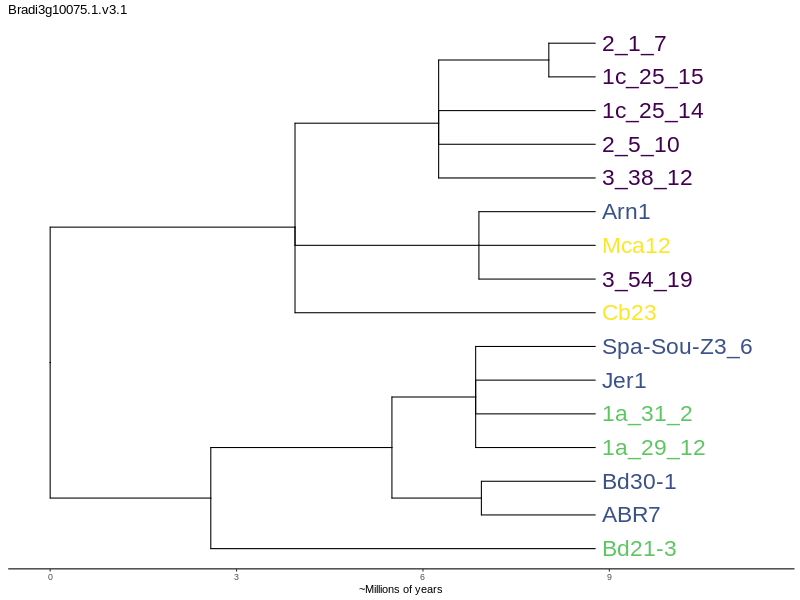 Bradi3g10075.1.v3.1
2_1_7
1c_25_15
1c_25_14
2_5_10
3_38_12
Arn1
Mca12
3_54_19
Cb23
Spa-Sou-Z3_6
Jer1
1a_31_2
1a_29_12
Bd30-1
ABR7
Bd21-3
0 3 6 9
~Millions of years